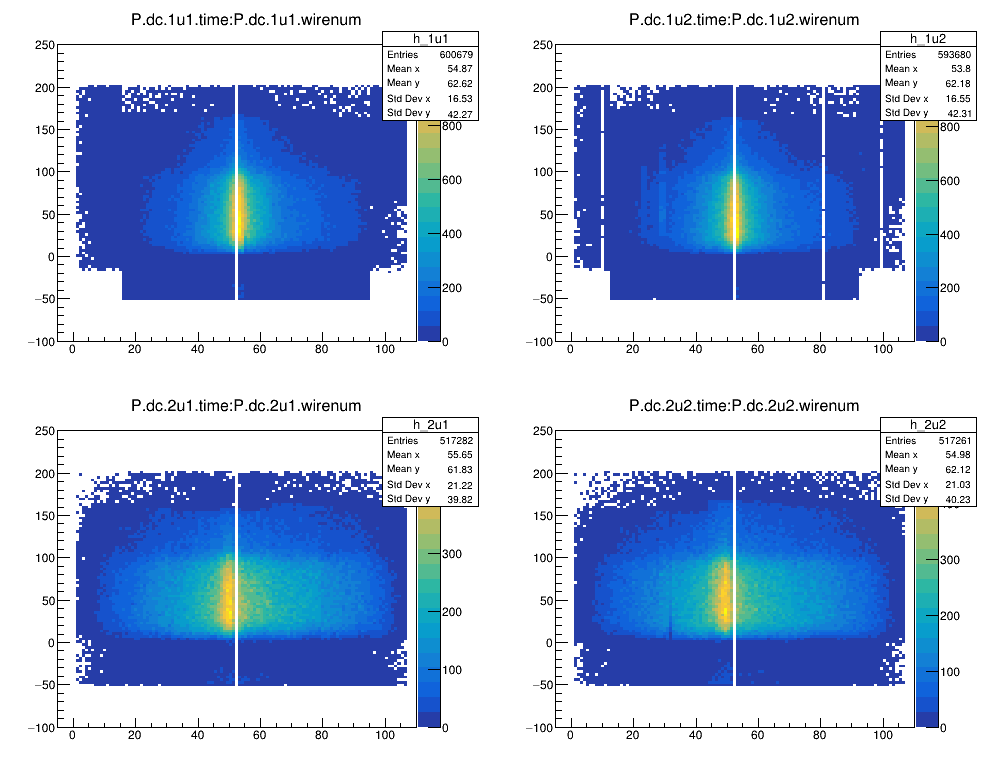 P.dc.1u1.time:P.dc.1u1.wirenum
h_1u1
Entries 600679
Mean x 54.87
Mean y 62.62
Std Dev x 16.53
Std Dev y 42.27
250
200
150
100
50
0
−50
−100
0 20 40 60 80 100
800
600
400
200
0
P.dc.1u2.time:P.dc.1u2.wirenum
h_1u2
Entries 593680
Mean x 53.8
Mean y 62.18
Std Dev x 16.55
Std Dev y 42.31
250
200
150
100
50
0
−50
−100
0 20 40 60 80 100
800
600
400
200
0
P.dc.2u1.time:P.dc.2u1.wirenum
h_2u1
Entries 517282
Mean x 55.65
Mean y 61.83
Std Dev x 21.22
Std Dev y 39.82
250
200
150
100
50
0
−50
−100
0 20 40 60 80 100
300
200
100
0
P.dc.2u2.time:P.dc.2u2.wirenum
h_2u2
Entries 517261
Mean x 54.98
Mean y 62.12
Std Dev x 21.03
Std Dev y 40.23
250
200
150
100
50
0
−50
−100
0 20 40 60 80 100
300
200
100
0